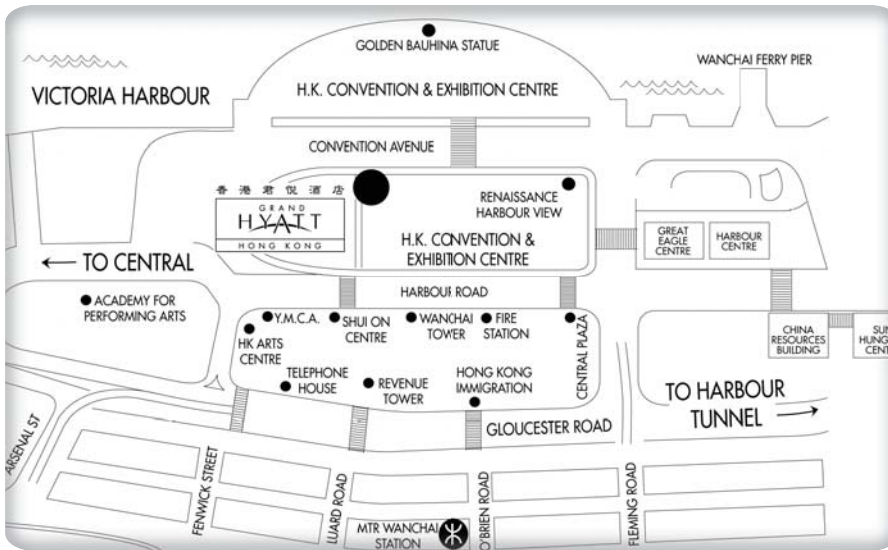 GOLDEN BAUHINIA STATUE
WANCHAI FERRY PIER
VICTORIA HARBOUR
H.K. CONVENTION & EXHIBITION CENTRE
CONVENTION AVENUE
香港君悦酒店
GRAND
HYATT
HONG KONG
RENAISSANCE
HARBOUR VIEW
H.K. CONVENTION &
EXHIBITION CENTRE
GREAT
EAGLE
CENTRE
HARBOUR
CENTRE
TO CENTRAL
HARBOUR ROAD
ACADEMY FOR
PERFORMING ARTS
Y.M.C.A.
SHUI ON
CENTRE
WANCHAI
TOWER
FIRE
STATION
CENTRAL PLAZA
HK ARTS
CENTRE
CHINA
RESOURCES
BUILDING
SUN
HUNG
CENT
TELEPHONE
HOUSE
REVENUE
TOWER
HONG KONG
IMMIGRATION
TO HARBOUR
TUNNEL
GLOUCESTER ROAD
ARSENAL ST
FENWICK STREET
LUARD ROAD
MTR WANCHAI
STATION
O'BRIEN ROAD
FLEMING ROAD